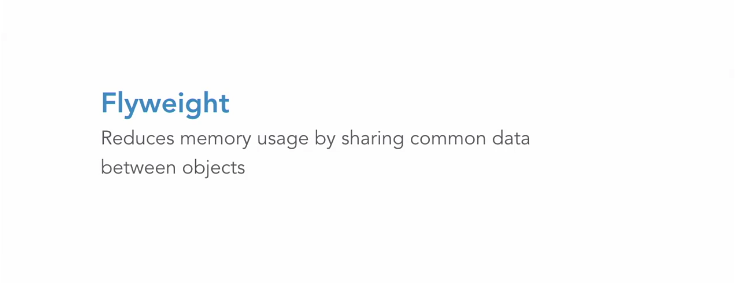 Flyweight
Reduces memory usage by sharing common data
between objects